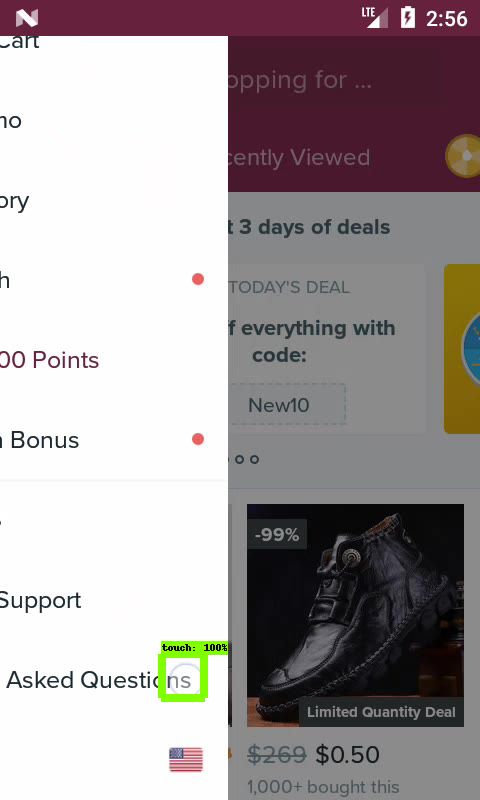 LTE
2:56
Cart
opping for ...
no
cently Viewed
ory
t 3 days of deals
h
TODAY'S DEAL
f everything with
code:
00 Points
New10
n Bonus
-99%
Support
touch: 100%
Asked Questions
Limited Quantity Deal
$269 $0.50
1,000+ bought this